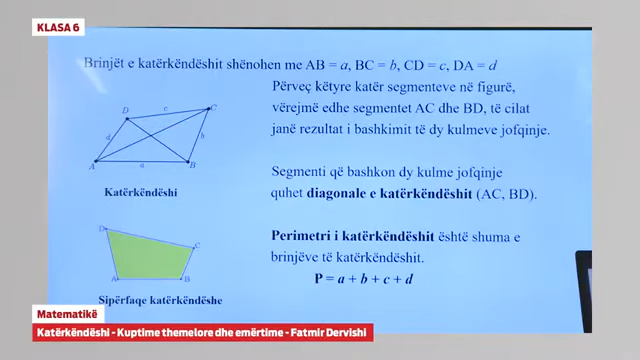 KLASA 6
Brinjët e katërkëndëshit shënohen me AB = a, BC = b, CD = c, DA = d
Përveç këtyre katër segmenteve në figurë,
vërejmë edhe segmentet AC dhe BD, të cilat
janë rezultat i bashkimit të dy kulmeve jofqinje.
D c C
d b
A a B
Katërkëndëshi
Segmenti që bashkon dy kulme jofqinje
quhet diagonale e katërkëndëshit (AC, BD).
D
C
A B
Sipërfaqe katërkëndëshe
Perimetri i katërkëndëshit është shuma e
brinjëve të katërkëndëshit.
P = a + b + c + d
Matematikë
Katërkëndëshi - Kuptime themelore dhe emërtime - Fatmir Dervishi